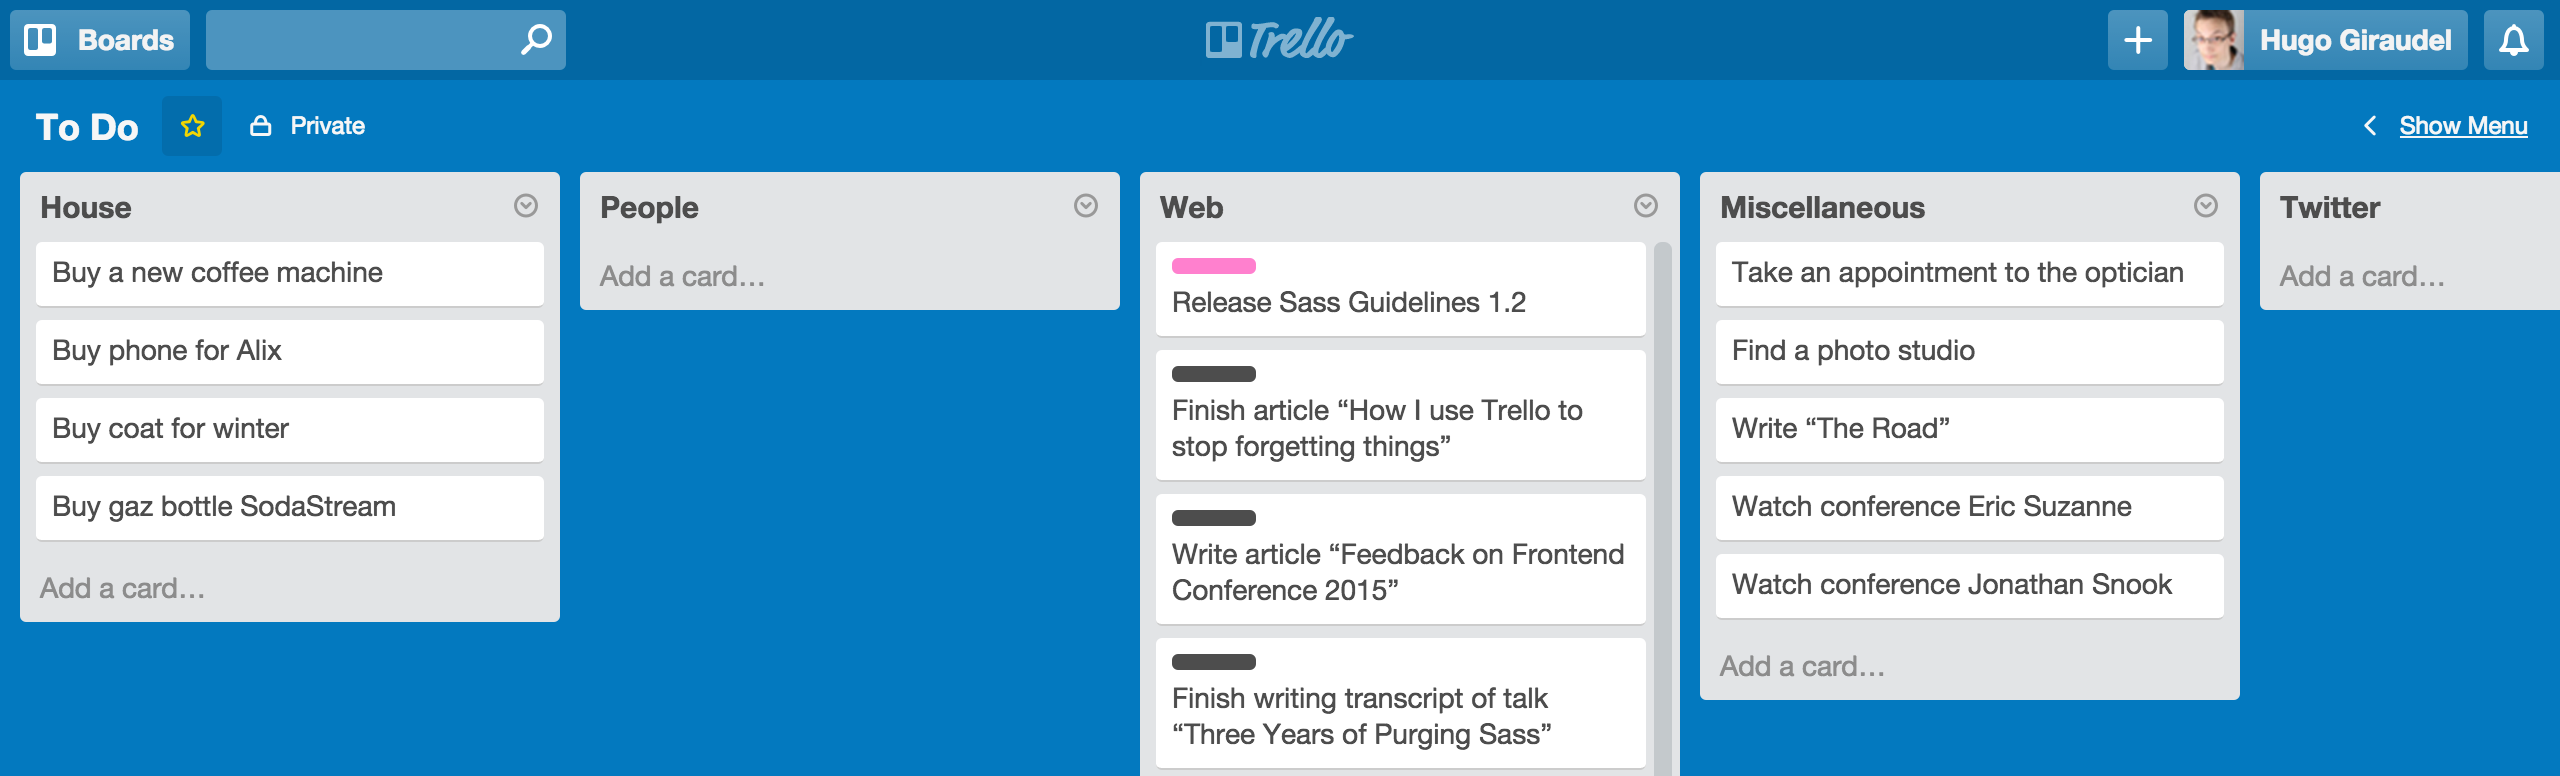 Boards
Trello
Hugo Giraudel
To Do
Private
Show Menu
House
Buy a new coffee machine
Buy phone for Alix
Buy coat for winter
Buy gaz bottle SodaStream
Add a card…
People
Add a card…
Web
Release Sass Guidelines 1.2
Finish article “How I use Trello to
stop forgetting things”
Write article “Feedback on Frontend
Conference 2015”
Finish writing transcript of talk
“Three Years of Purging Sass”
Miscellaneous
Take an appointment to the optician
Find a photo studio
Write “The Road”
Watch conference Eric Suzanne
Watch conference Jonathan Snook
Add a card…
Twitter
Add a card…